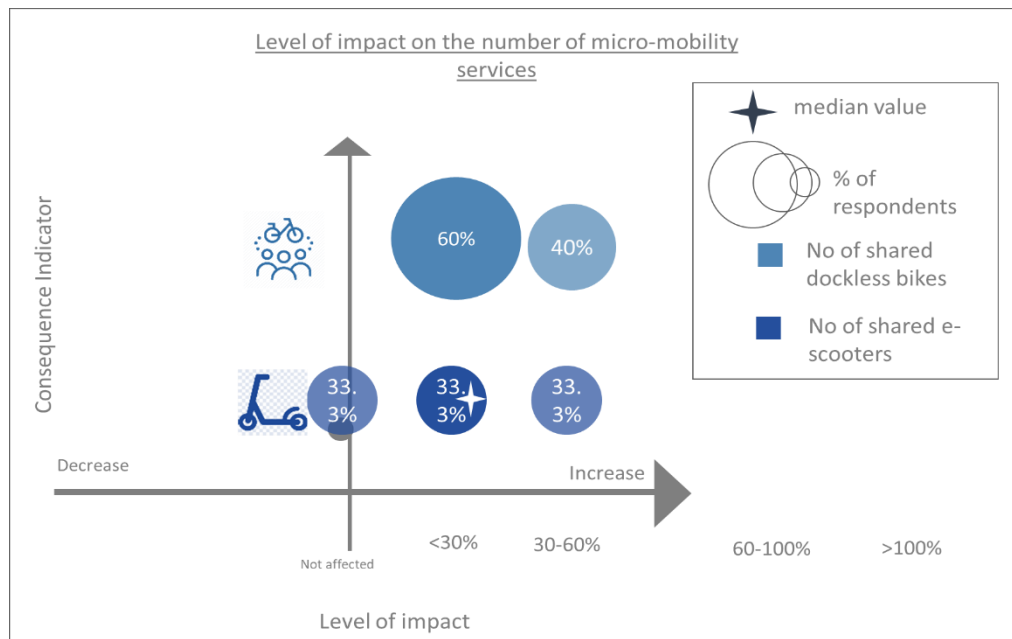 Level of impact on the number of micro-mobility
services
median value
% of
respondents
No of shared
dockless bikes
No of shared e-
scooters
Consequence Indicator
60%
40%
33.
3%
33.
3%
33.
3%
Decrease
Increase
Not affected
<30%
30-60%
60-100%
>100%
Level of impact